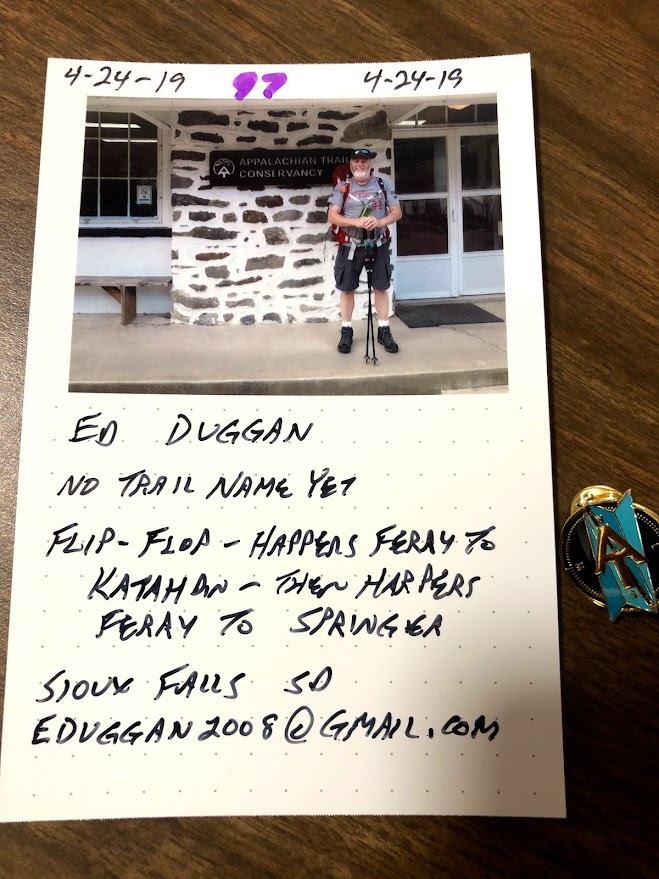 4-24-19 97 4-24-19
APPALACHIAN TRAIL
CONSERVANCY
ED DUGGAN
NO TRAIL NAME YET
FLIP-FLOP - HAPPERS FERRY TO
KATAHDN - THEN HARPERS
FERRY TO SPRINGER
SIOUX FALLS SD
EDUGGAN2008@GMAIL.COM